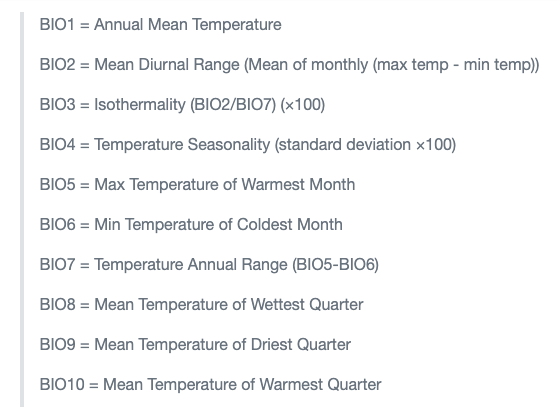 BIO1 = Annual Mean Temperature
BIO2 = Mean Diurnal Range (Mean of monthly (max temp - min temp))
BIO3 = Isothermality (BIO2/BIO7) (×100)
BIO4 = Temperature Seasonality (standard deviation ×100)
BIO5 = Max Temperature of Warmest Month
BIO6 = Min Temperature of Coldest Month
BIO7 = Temperature Annual Range (BIO5-BIO6)
BIO8 = Mean Temperature of Wettest Quarter
BIO9 = Mean Temperature of Driest Quarter
BIO10 = Mean Temperature of Warmest Quarter